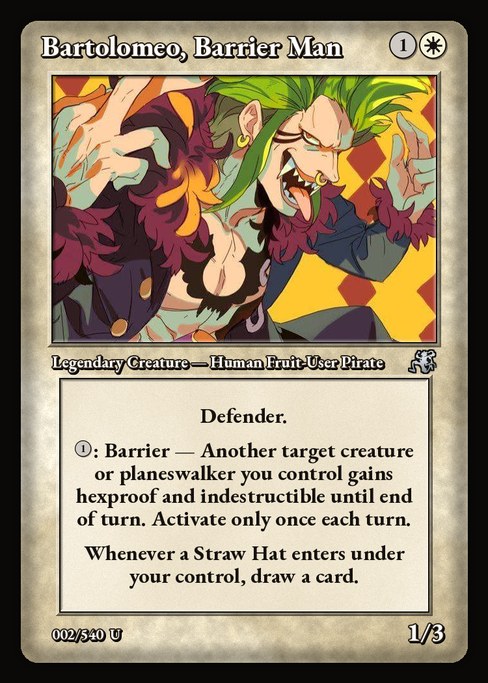 Bartolomeo, Barrier Man 1
Legendary Creature — Human Fruit-User Pirate
Defender.
1: Barrier — Another target creature
or planeswalker you control gains
hexproof and indestructible until end
of turn. Activate only once each turn.
Whenever a Straw Hat enters under
your control, draw a card.
002/540 U 1/3